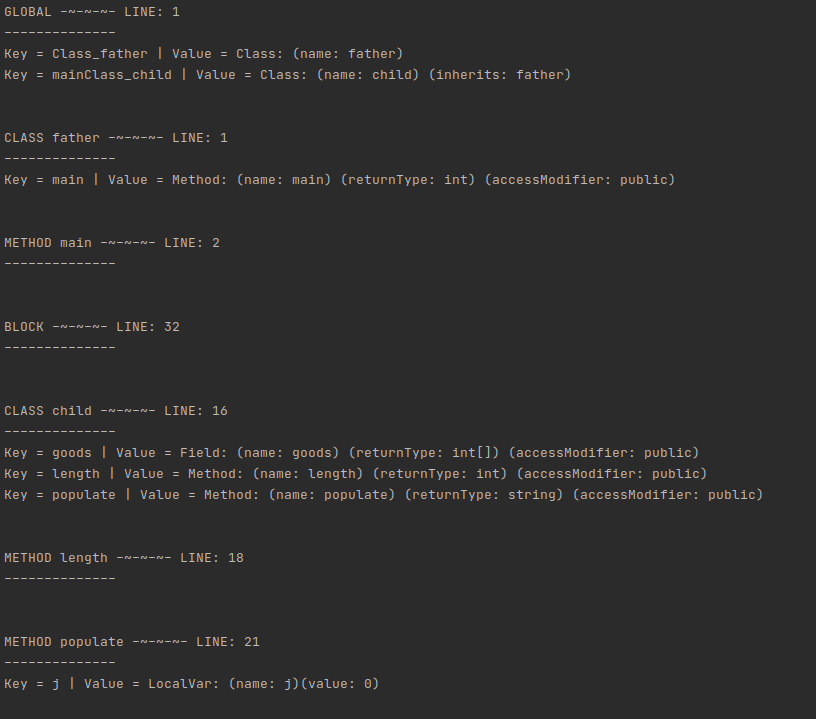 GLOBAL -~-~-~- LINE: 1
--------------
Key = Class_father | Value = Class: (name: father)
Key = mainClass_child | Value = Class: (name: child) (inherits: father)
CLASS father -~-~-~- LINE: 1
--------------
Key = main | Value = Method: (name: main) (returnType: int) (accessModifier: public)
METHOD main -~-~-~- LINE: 2
--------------
BLOCK -~-~-~- LINE: 32
--------------
CLASS child -~-~-~- LINE: 16
--------------
Key = goods | Value = Field: (name: goods) (returnType: int[]) (accessModifier: public)
Key = length | Value = Method: (name: length) (returnType: int) (accessModifier: public)
Key = populate | Value = Method: (name: populate) (returnType: string) (accessModifier: public)
METHOD length -~-~-~- LINE: 18
--------------
METHOD populate -~-~-~- LINE: 21
--------------
Key = j | Value = LocalVar: (name: j)(value: 0)